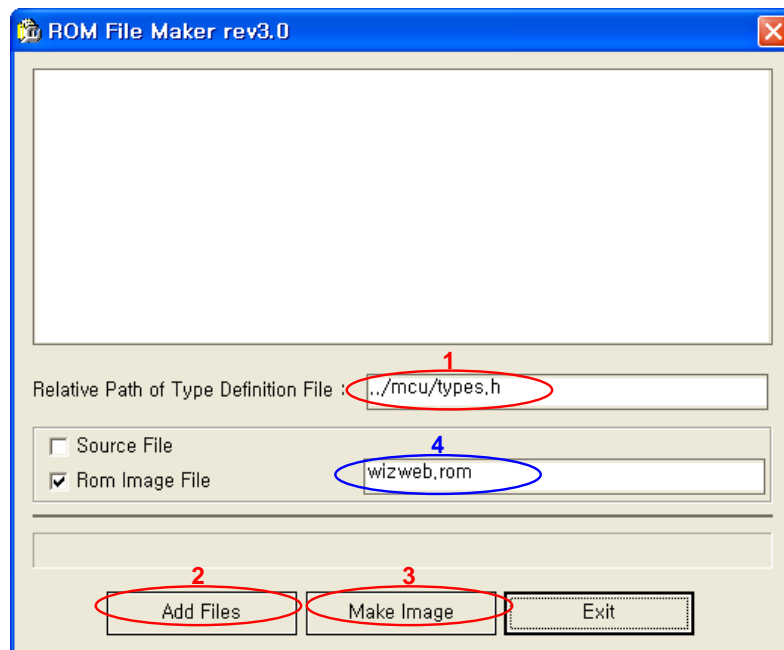 ROM File Maker rev3.0
1
Relative Path of Type Definition File : ../mcu/types.h
Source File
4
Rom Image File wizweb.rom
2 3
Add Files Make Image Exit